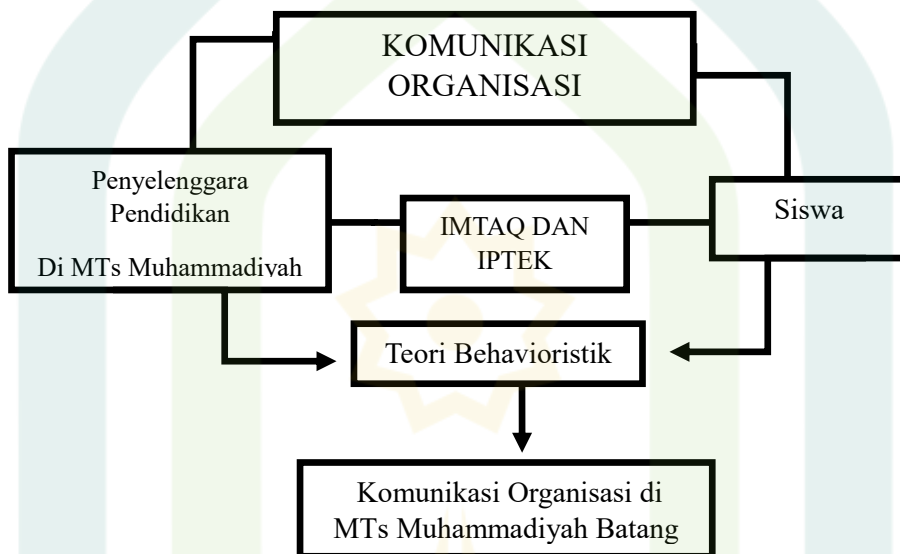 KOMUNIKASI
ORGANISASI
Penyelenggara
Pendidikan
Di MTs Muhammadiyah
IMTAQ DAN
IPTEK
Siswa
Teori Behavioristik
Komunikasi Organisasi di
MTs Muhammadiyah Batang